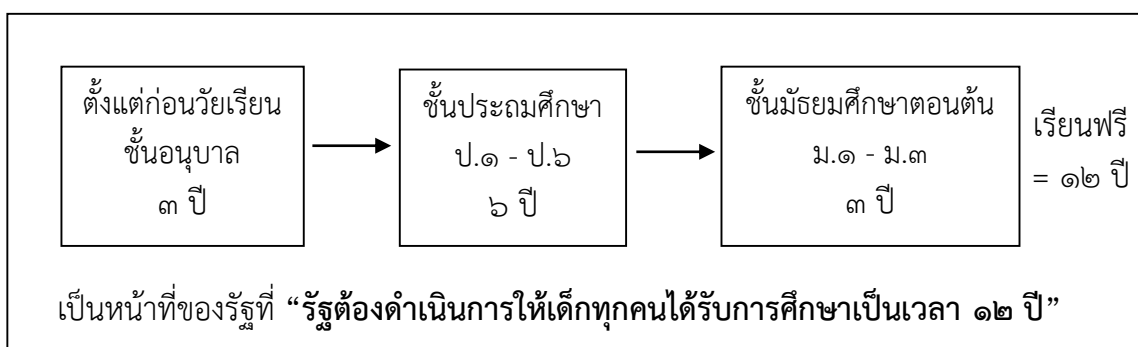 ตั้งแต่ก่อนวัยเรียน
ชั้นอนุบาล
๓ ปี
ชั้นประถมศึกษา
ป.๑ - ป.๖
๖ ปี
ชั้นมัธยมศึกษาตอนต้น
ม.๑ - ม.๓
๓ ปี
เรียนฟรี
= ๑๒ ปี
เป็นหน้าที่ของรัฐที่ “รัฐต้องดำเนินการให้เด็กทุกคนได้รับการศึกษาเป็นเวลา ๑๒ ปี”